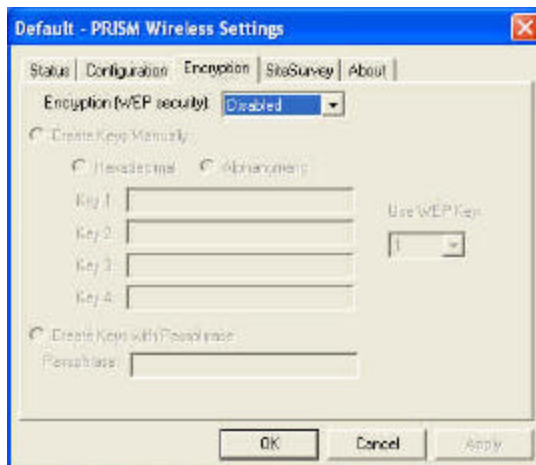 Default - PRISM Wireless Settings
Status Configuration Encryption SiteSurvey About
Encryption (WEP security): Disabled
Create Keys Manually
Hexadecimal Alphanumeric
Key 1:
Use WEP Key:
Key 2:
1
Key 3:
Key 4:
Create Keys with Passphrase
Passphrase:
OK Cancel Apply